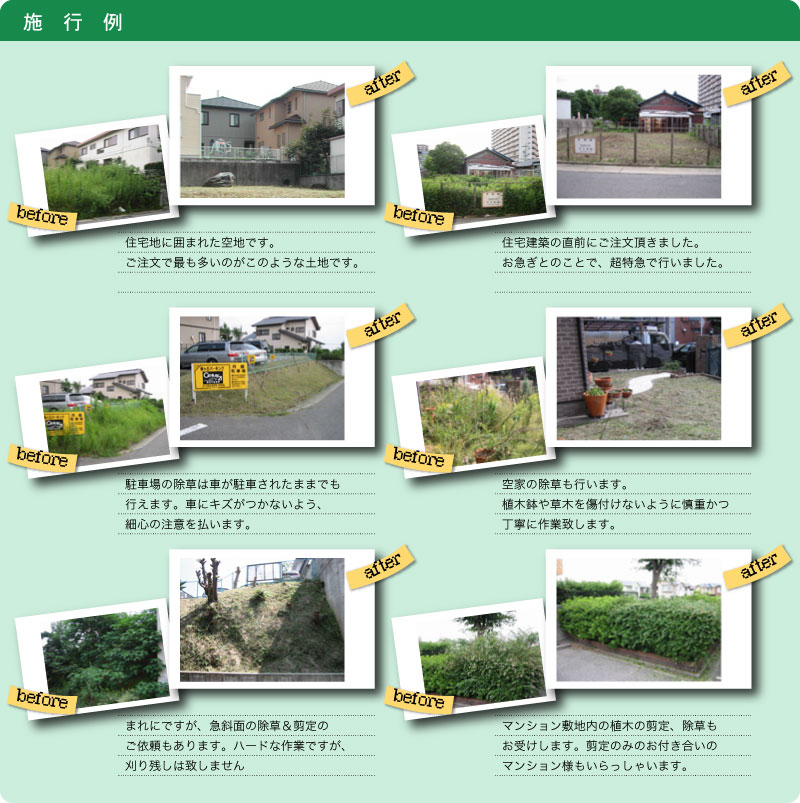 施行例
before
after
住宅地に囲まれた空地です。
ご注文で最も多いのがこのような土地です。
before
after
住宅建築の直前にご注文頂きました。
お急ぎとのことで、超特急で行いました。
before
after
駐車場の除草は車が駐車されたままでも
行えます。車にキズがつかないよう、
細心の注意を払います。
before
after
空家の除草も行います。
植木鉢や草木を傷付けないように慎重かつ
丁寧に作業致します。
before
after
まれにですが、急斜面の除草＆剪定の
ご依頼もあります。ハードな作業ですが、
刈り残しは致しません
before
after
マンション敷地内の植木の剪定、除草も
お受けします。剪定のみのお付き合いの
マンション様もいらっしゃいます。